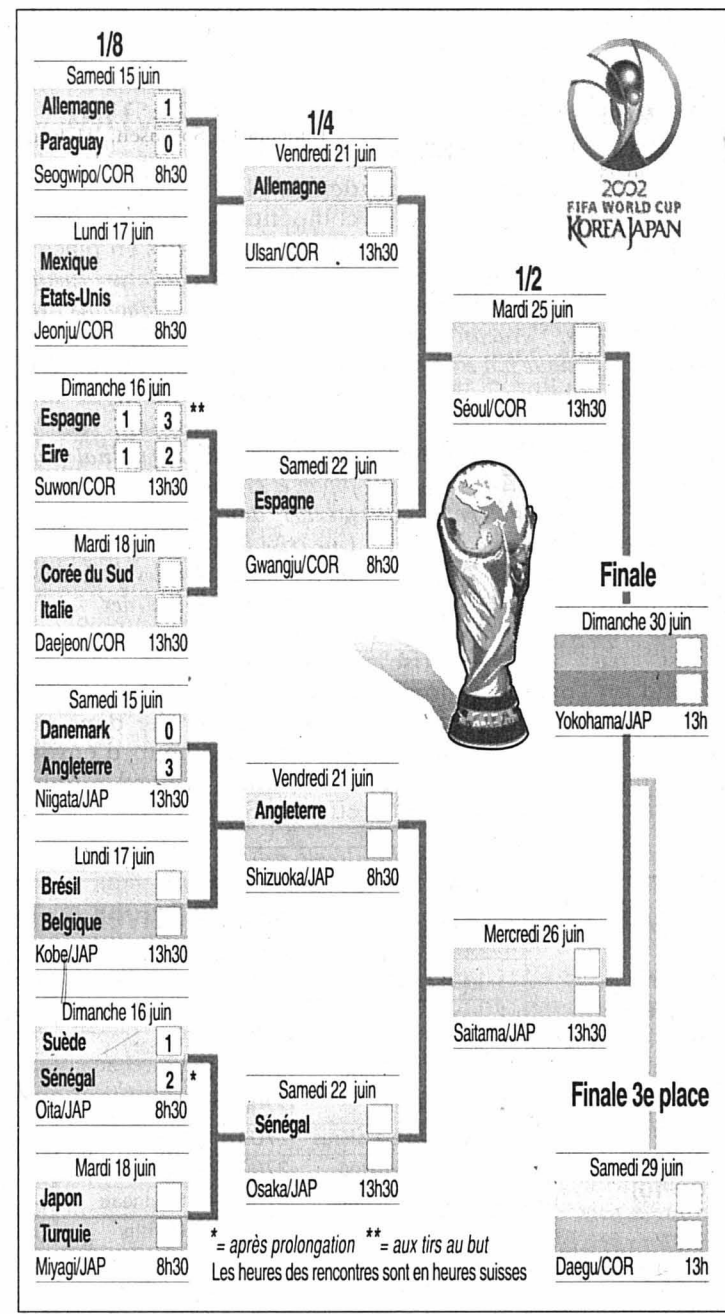 1/8
Samedi 15 juin
Allemagne 1
Paraguay 0
Seogwipo/COR 8h30
Lundi 17 juin
Mexique
Etats-Unis
Jeonju/COR 8h30
Dimanche 16 juin
Espagne 1 3 **
Eire 1 2
Suwon/COR 13h30
Mardi 18 juin
Corée du Sud
Italie
Daejeon/COR 13h30
Samedi 15 juin
Danemark 0
Angleterre 3
Niigata/JAP 13h30
Lundi 17 juin
Brésil
Belgique
Kobe/JAP 13h30
Dimanche 16 juin
Suède 1
Sénégal 2 *
Oita/JAP 8h30
Mardi 18 juin
Japon
Turquie
Miyagi/JAP 8h30
1/4
Vendredi 21 juin
Allemagne
Ulsan/COR 13h30
Samedi 22 juin
Espagne
Gwangju/COR 8h30
Vendredi 21 juin
Angleterre
Shizuoka/JAP 8h30
Samedi 22 juin
Sénégal
Osaka/JAP 13h30
1/2
Mardi 25 juin
Séoul/COR 13h30
Mercredi 26 juin
Saitama/JAP 13h30
2002
FIFA WORLD CUP
KOREA JAPAN
Finale
Dimanche 30 juin
Yokohama/JAP 13h
Finale 3e place
Samedi 29 juin
Daegu/COR 13h
*= après prolongation **= aux tirs au but
Les heures des rencontres sont en heures suisses